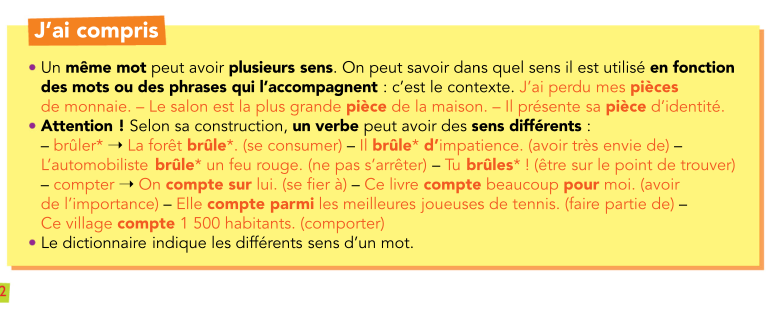 J'ai compris
• Un même mot peut avoir plusieurs sens. On peut savoir dans quel sens il est utilisé en fonction
des mots ou des phrases qui l'accompagnent : c'est le contexte. J'ai perdu mes pièces
de monnaie. – Le salon est la plus grande pièce de la maison. – Il présente sa pièce d'identité.
• Attention ! Selon sa construction, un verbe peut avoir des sens différents :
– brûler* → La forêt brûle*. (se consumer) – Il brûle* d'impatience. (avoir très envie de) –
L'automobiliste brûle* un feu rouge. (ne pas s'arrêter) – Tu brûles* ! (être sur le point de trouver)
– compter → On compte sur lui. (se fier à) – Ce livre compte beaucoup pour moi. (avoir
de l'importance) – Elle compte parmi les meilleures joueuses de tennis. (faire partie de) –
Ce village compte 1 500 habitants. (comporter)
• Le dictionnaire indique les différents sens d'un mot.
2